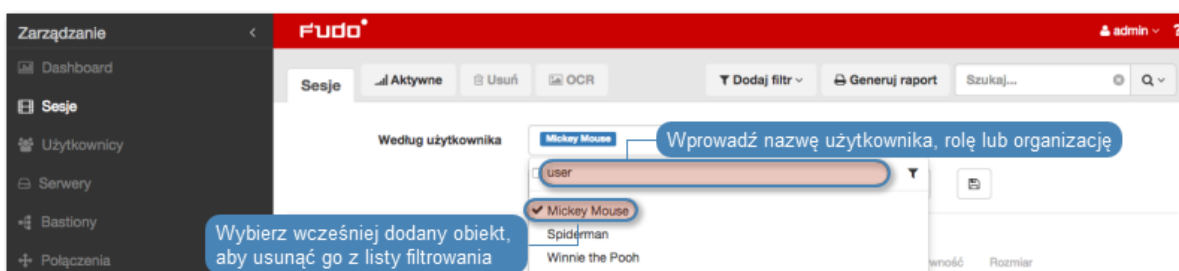 Zarządzanie
FUDO
admin
?
Dashboard
Sesje
Aktywne
Usuń
OCR
Dodaj filtr
Generuj raport
Szukaj...
Sesje
Według użytkownika
Mickey Mouse
Wprowadź nazwę użytkownika, rolę lub organizację
Użytkownicy
user
Serwery
Mickey Mouse
Bastiony
Wybierz wcześniej dodany obiekt,
aby usunąć go z listy filtrowania
Spiderman
Winnie the Pooh
Połączenia
wność
Rozmiar